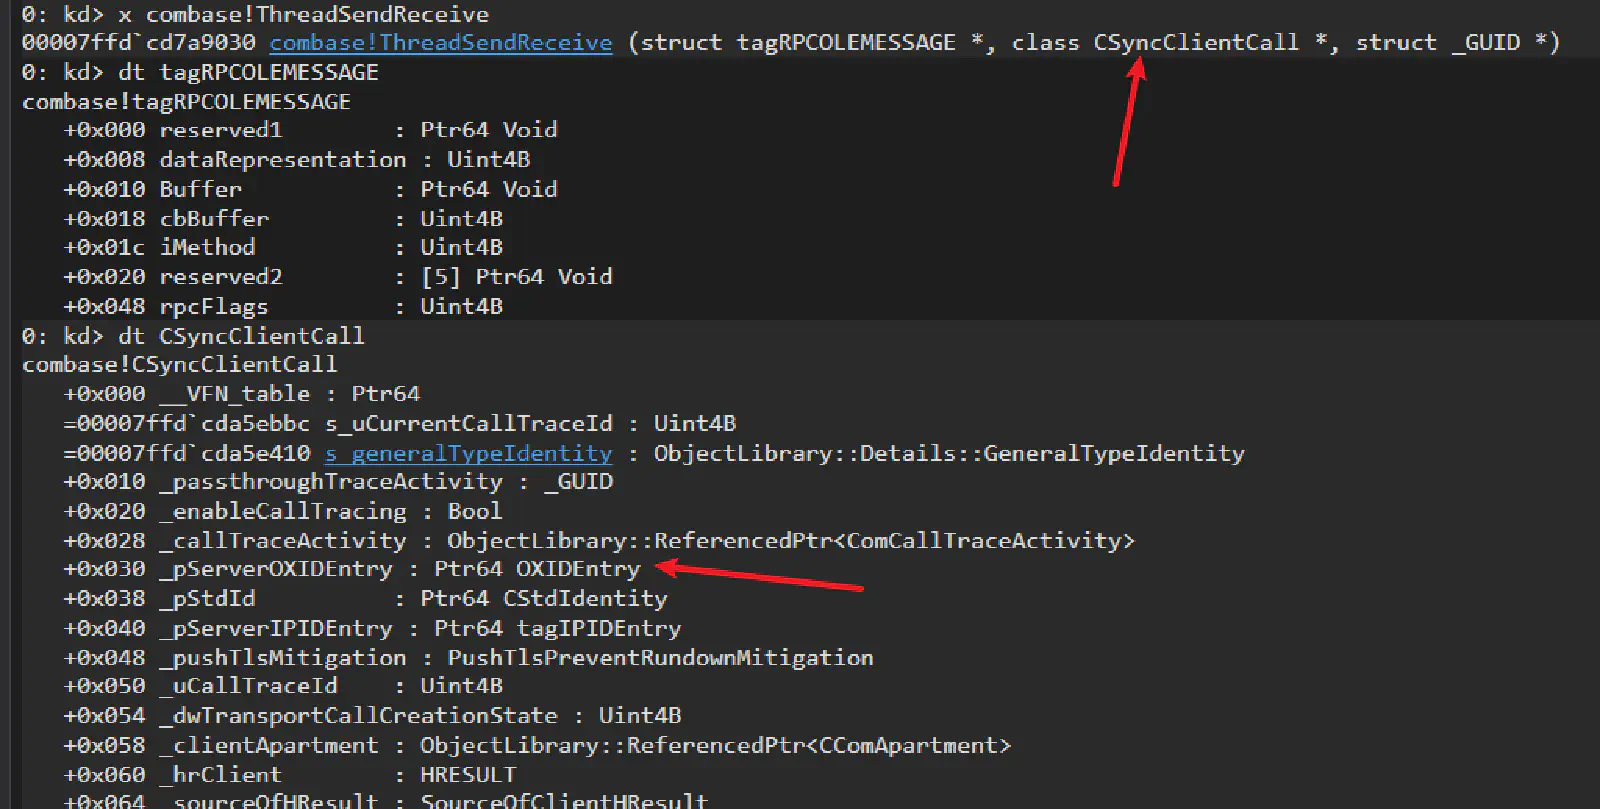 0: kd> x combase!ThreadSendReceive
00007ffd`cd7a9030 combase!ThreadSendReceive (struct tagRPCOLEMESSAGE *, class CSyncClientCall *, struct _GUID *)
0: kd> dt tagRPCOLEMESSAGE
combase!tagRPCOLEMESSAGE
   +0x000 reserved1        : Ptr64 Void
   +0x008 dataRepresentation : Uint4B
   +0x010 Buffer           : Ptr64 Void
   +0x018 cbBuffer         : Uint4B
   +0x01c iMethod          : Uint4B
   +0x020 reserved2        : [5] Ptr64 Void
   +0x048 rpcFlags         : Uint4B
0: kd> dt CSyncClientCall
combase!CSyncClientCall
   +0x000 __VFN_table : Ptr64
   =00007ffd`cda5ebbc s_uCurrentCallTraceId : Uint4B
   =00007ffd`cda5e410 s_generalTypeIdentity : ObjectLibrary::Details::GeneralTypeIdentity
   +0x010 _passthroughTraceActivity : _GUID
   +0x020 _enableCallTracing : Bool
   +0x028 _callTraceActivity : ObjectLibrary::ReferencedPtr<ComCallTraceActivity>
   +0x030 _pServerOXIDEntry : Ptr64 OXIDEntry
   +0x038 _pStdId          : Ptr64 CStdIdentity
   +0x040 _pServerIPIDEntry : Ptr64 tagIPIDEntry
   +0x048 _pushTlsMitigation : PushTlsPreventRundownMitigation
   +0x050 _uCallTraceId    : Uint4B
   +0x054 _dwTransportCallCreationState : Uint4B
   +0x058 _clientApartment : ObjectLibrary::ReferencedPtr<CComApartment>
   +0x060 _hrClient        : HRESULT
   +0x064 _sourceOfHResult : SourceOfClientHResult